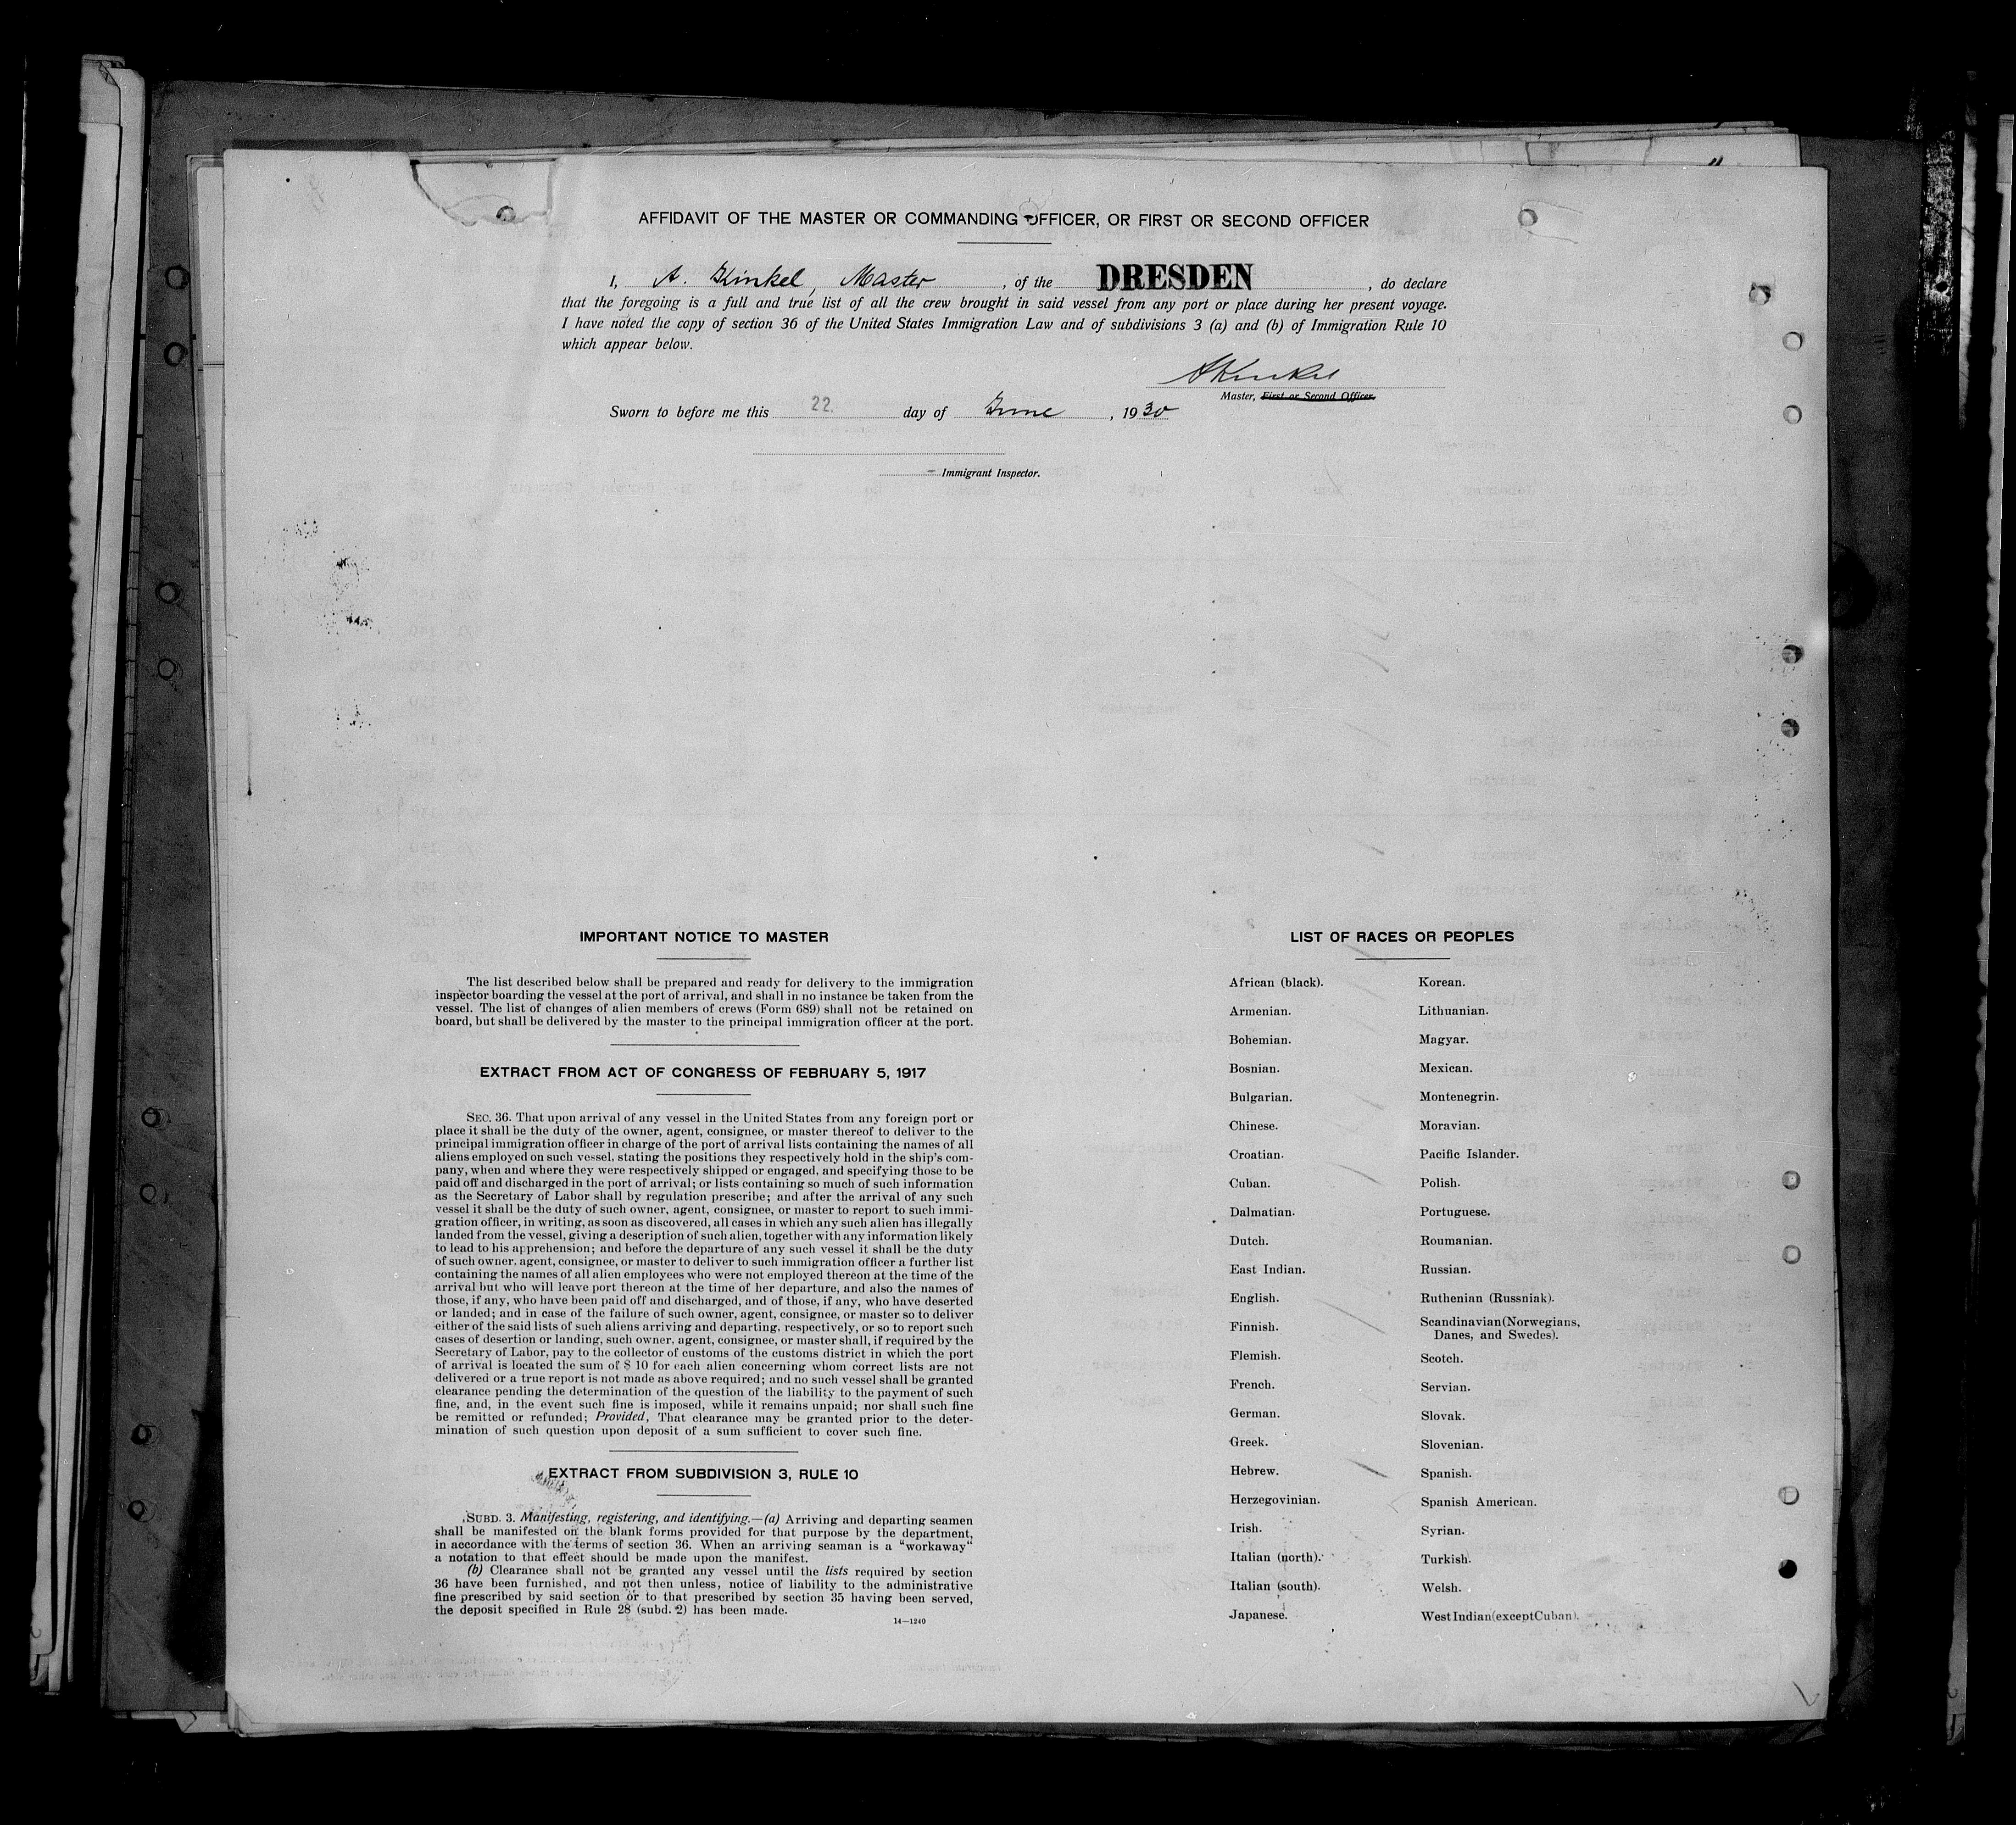 AFFIDAVIT OF THE MASTER OR COMMANDING OFFICER, OR FIRST OR SECOND OFFICER
I, A. Kinkel, Master, of the DRESDEN, do declare
that the foregoing is a full and true list of all the crew brought in said vessel from any port or place during her present voyage.
I have noted the copy of section 36 of the United States Immigration Law and of subdivisions 3 (a) and (b) of Immigration Rule 10
which appear below.
AKinkel
Master, First or Second Officer.
Sworn to before me this 22. day of June, 1930
Immigrant Inspector.
IMPORTANT NOTICE TO MASTER
The list described below shall be prepared and ready for delivery to the immigration
inspector boarding the vessel at the port of arrival, and shall in no instance be taken from the
vessel. The list of changes of alien members of crews (Form 689) shall not be retained on
board, but shall be delivered by the master to the principal immigration officer at the port.
EXTRACT FROM ACT OF CONGRESS OF FEBRUARY 5, 1917
SEC. 36. That upon arrival of any vessel in the United States from any foreign port or
place it shall be the duty of the owner, agent, consignee, or master thereof to deliver to the
principal immigration officer in charge of the port of arrival lists containing the names of all
aliens employed on such vessel, stating the positions they respectively hold in the ship's com-
pany, when and where they were respectively shipped or engaged, and specifying those to be
paid off and discharged in the port of arrival; or lists containing so much of such information
as the Secretary of Labor shall by regulation prescribe; and after the arrival of any such
vessel it shall be the duty of such owner, agent, consignee, or master to report to such immi-
gration officer, in writing, as soon as discovered, all cases in which any such alien has illegally
landed from the vessel, giving a description of such alien, together with any information likely
to lead to his apprehension; and before the departure of any such vessel it shall be the duty
of such owner, agent, consignee, or master to deliver to such immigration officer a further list
containing the names of all alien employees who were not employed thereon at the time of the
arrival but who will leave port thereon at the time of her departure, and also the names of
those, if any, who have been paid off and discharged, and of those, if any, who have deserted
or landed; and in case of the failure of such owner, agent, consignee, or master so to deliver
either of the said lists of such aliens arriving and departing, respectively, or so to report such
cases of desertion or landing, such owner, agent, consignee, or master shall, if required by the
Secretary of Labor, pay to the collector of customs of the customs district in which the port
of arrival is located the sum of $ 10 for each alien concerning whom correct lists are not
delivered or a true report is not made as above required; and no such vessel shall be granted
clearance pending the determination of the question of the liability to the payment of such
fine, and, in the event such fine is imposed, while it remains unpaid; nor shall such fine
be remitted or refunded; Provided, That clearance may be granted prior to the deter-
mination of such question upon deposit of a sum sufficient to cover such fine.
EXTRACT FROM SUBDIVISION 3, RULE 10
SUBD. 3. Manifesting, registering, and identifying.—(a) Arriving and departing seamen
shall be manifested on the blank forms provided for that purpose by the department,
in accordance with the terms of section 36. When an arriving seaman is a "workaway"
a notation to that effect should be made upon the manifest.
(b) Clearance shall not be granted any vessel until the lists required by section
36 have been furnished, and not then unless, notice of liability to the administrative
fine prescribed by said section or to that prescribed by section 35 having been served,
the deposit specified in Rule 28 (subd. 2) has been made.
14—1240
LIST OF RACES OR PEOPLES
African (black).
Armenian.
Bohemian.
Bosnian.
Bulgarian.
Chinese.
Croatian.
Cuban.
Dalmatian.
Dutch.
East Indian.
English.
Finnish.
Flemish.
French.
German.
Greek.
Hebrew.
Herzegovinian.
Irish.
Italian (north).
Italian (south).
Japanese.
Korean.
Lithuanian.
Magyar.
Mexican.
Montenegrin.
Moravian.
Pacific Islander.
Polish.
Portuguese.
Roumanian.
Russian.
Ruthenian (Russniak).
Scandinavian (Norwegians,
Danes, and Swedes).
Scotch.
Servian.
Slovak.
Slovenian.
Spanish.
Spanish American.
Syrian.
Turkish.
Welsh.
West Indian (except Cuban).